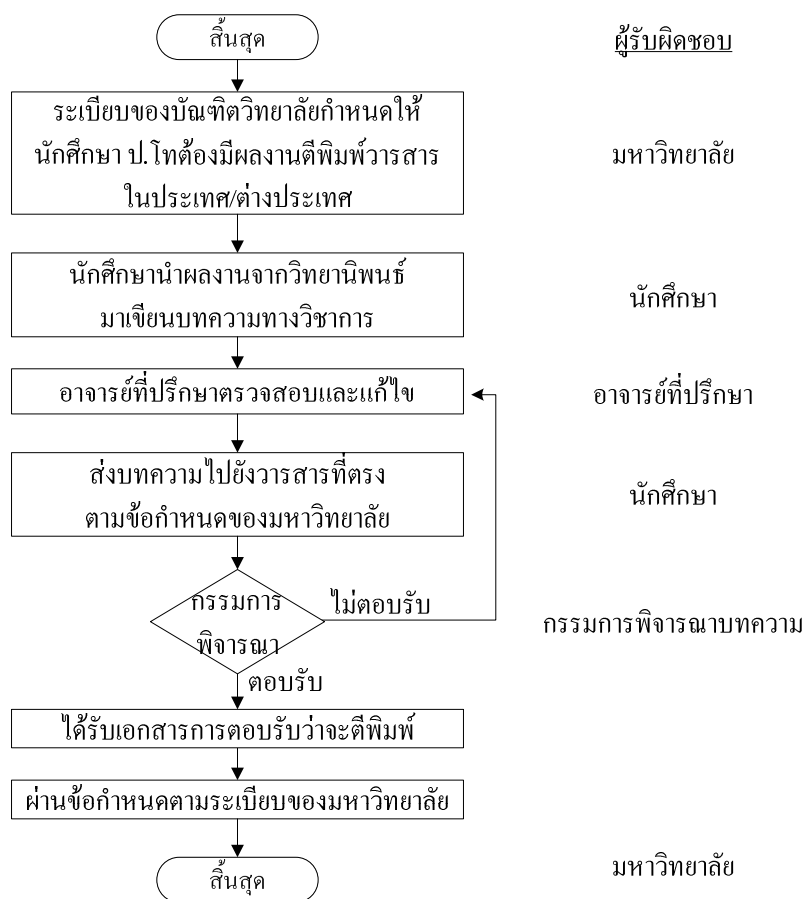 สิ้นสุด
ผู้รับผิดชอบ
ระเบียบของบัณฑิตวิทยาลัยกำหนดให้
นักศึกษา ป.โทต้องมีผลงานตีพิมพ์วารสาร
ในประเทศ/ต่างประเทศ
มหาวิทยาลัย
นักศึกษานำผลงานจากวิทยานิพนธ์
มาเขียนบทความทางวิชาการ
นักศึกษา
อาจารย์ที่ปรึกษาตรวจสอบและแก้ไข
อาจารย์ที่ปรึกษา
ส่งบทความไปยังวารสารที่ตรง
ตามข้อกำหนดของมหาวิทยาลัย
นักศึกษา
กรรมการ
พิจารณา
ไม่ตอบรับ
กรรมการพิจารณาบทความ
ตอบรับ
ได้รับเอกสารการตอบรับว่าจะตีพิมพ์
ผ่านข้อกำหนดตามระเบียบของมหาวิทยาลัย
สิ้นสุด
มหาวิทยาลัย